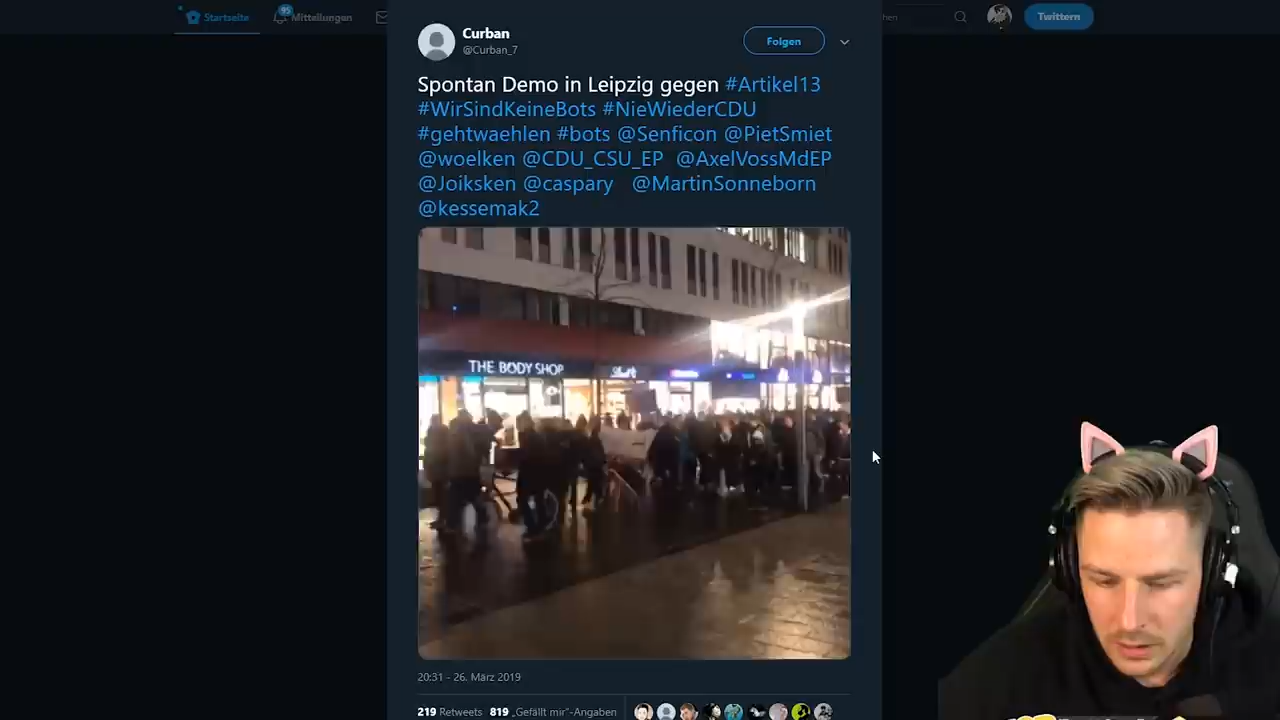 Startseite
95
Mitteilungen
Twittern
Curban
@Curban_7
Folgen
Spontan Demo in Leipzig gegen #Artikel13
#WirSindKeineBots #NieWiederCDU
#gehtwaehlen #bots @Senficon @PietSmiet
@woelken @CDU_CSU_EP @AxelVossMdEP
@Joiksken @caspary @MartinSonneborn
@kessemak2
THE BODY SHOP
20:31 - 26. März 2019
219 Retweets 819 „Gefällt mir“-Angaben